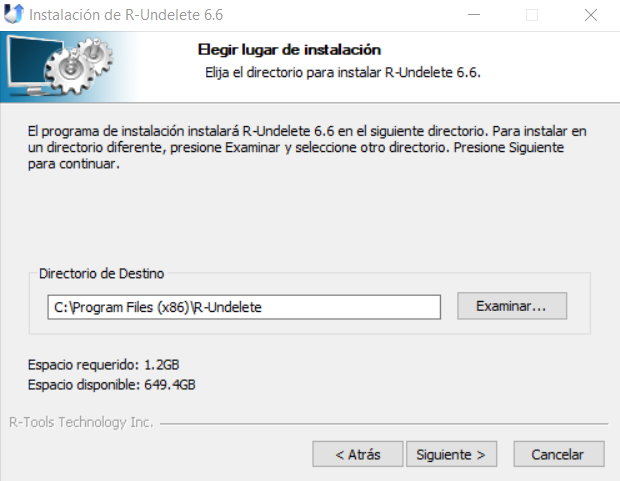 Instalación de R-Undelete 6.6
Elegir lugar de instalación
Elija el directorio para instalar R-Undelete 6.6.
El programa de instalación instalará R-Undelete 6.6 en el siguiente directorio. Para instalar en
un directorio diferente, presione Examinar y seleccione otro directorio. Presione Siguiente
para continuar.
Directorio de Destino
C:\Program Files (x86)\R-Undelete
Examinar...
Espacio requerido: 1.2GB
Espacio disponible: 649.4GB
R-Tools Technology Inc.
< Atrás
Siguiente >
Cancelar